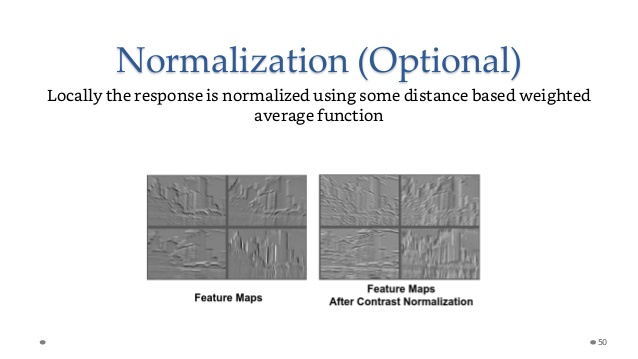 Normalization (Optional)
Locally the response is normalized using some distance based weighted
average function
Feature Maps
Feature Maps
After Contrast Normalization
50